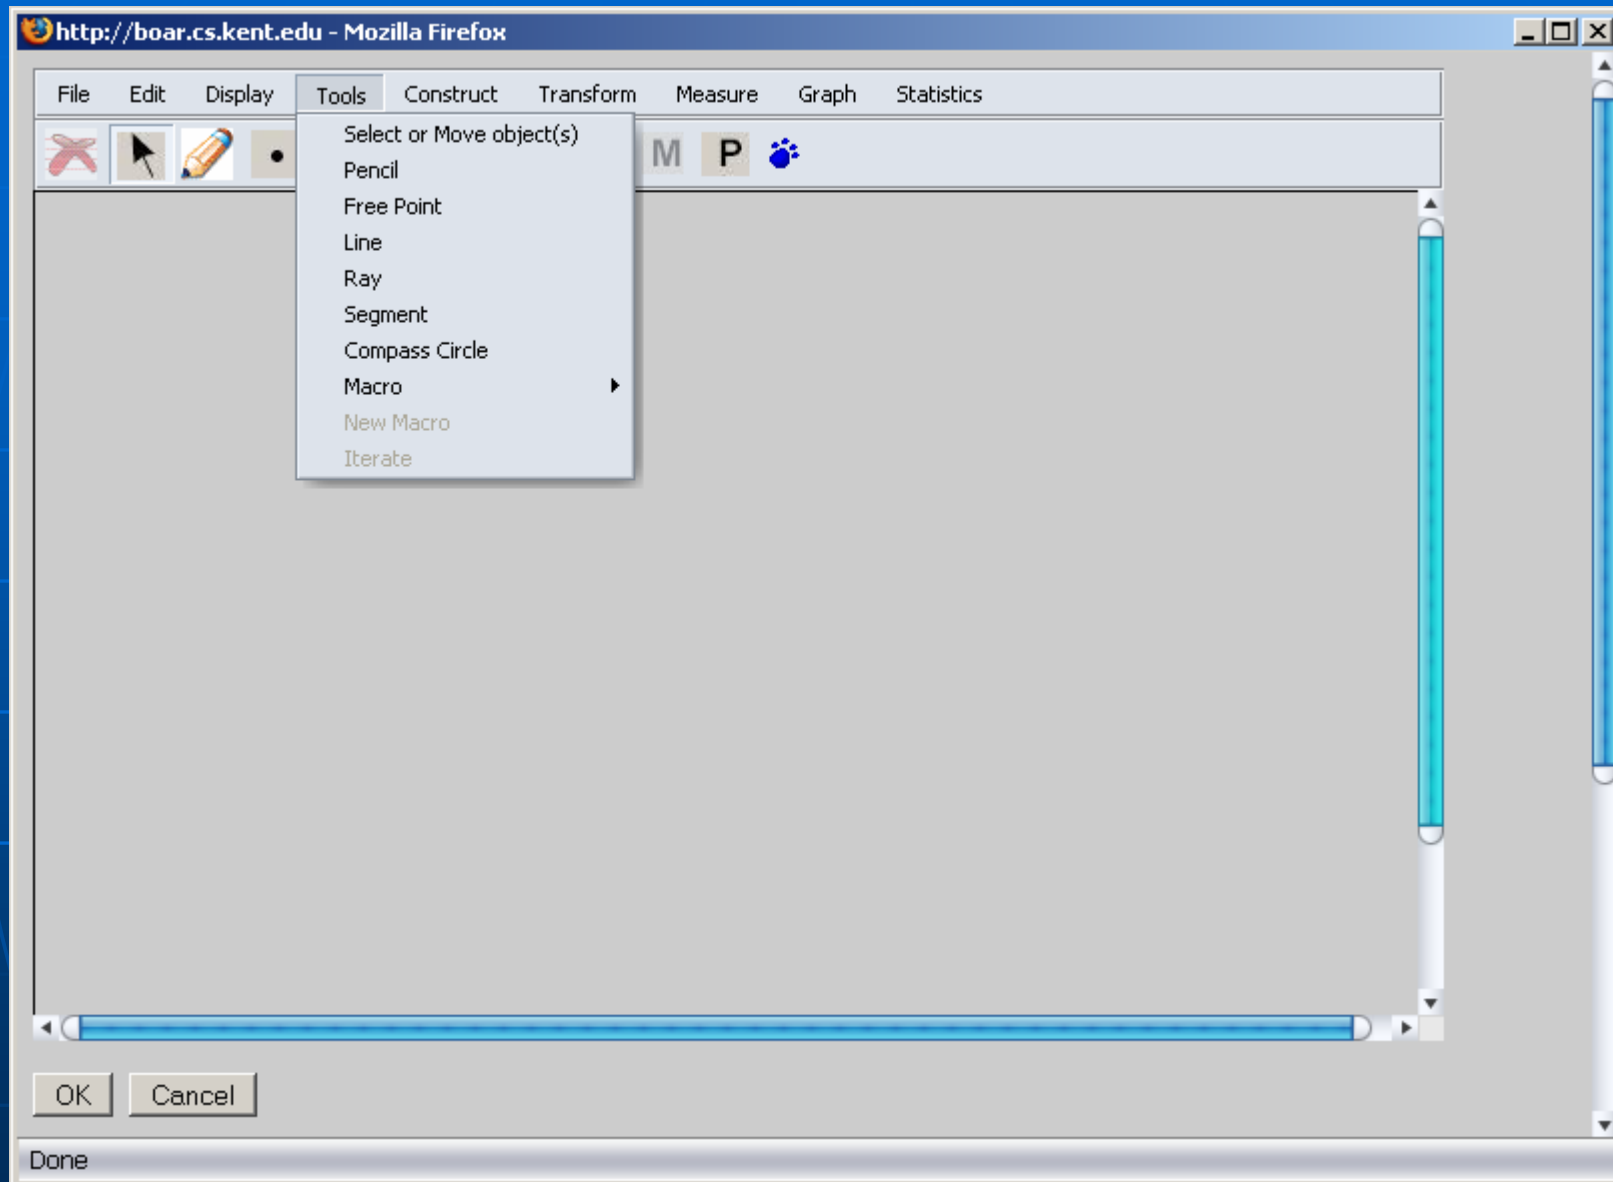 http://boar.cs.kent.edu - Mozilla Firefox
File Edit Display Tools Construct Transform Measure Graph Statistics
M P
Select or Move object(s)
Pencil
Free Point
Line
Ray
Segment
Compass Circle
Macro
New Macro
Iterate
OK Cancel
Done